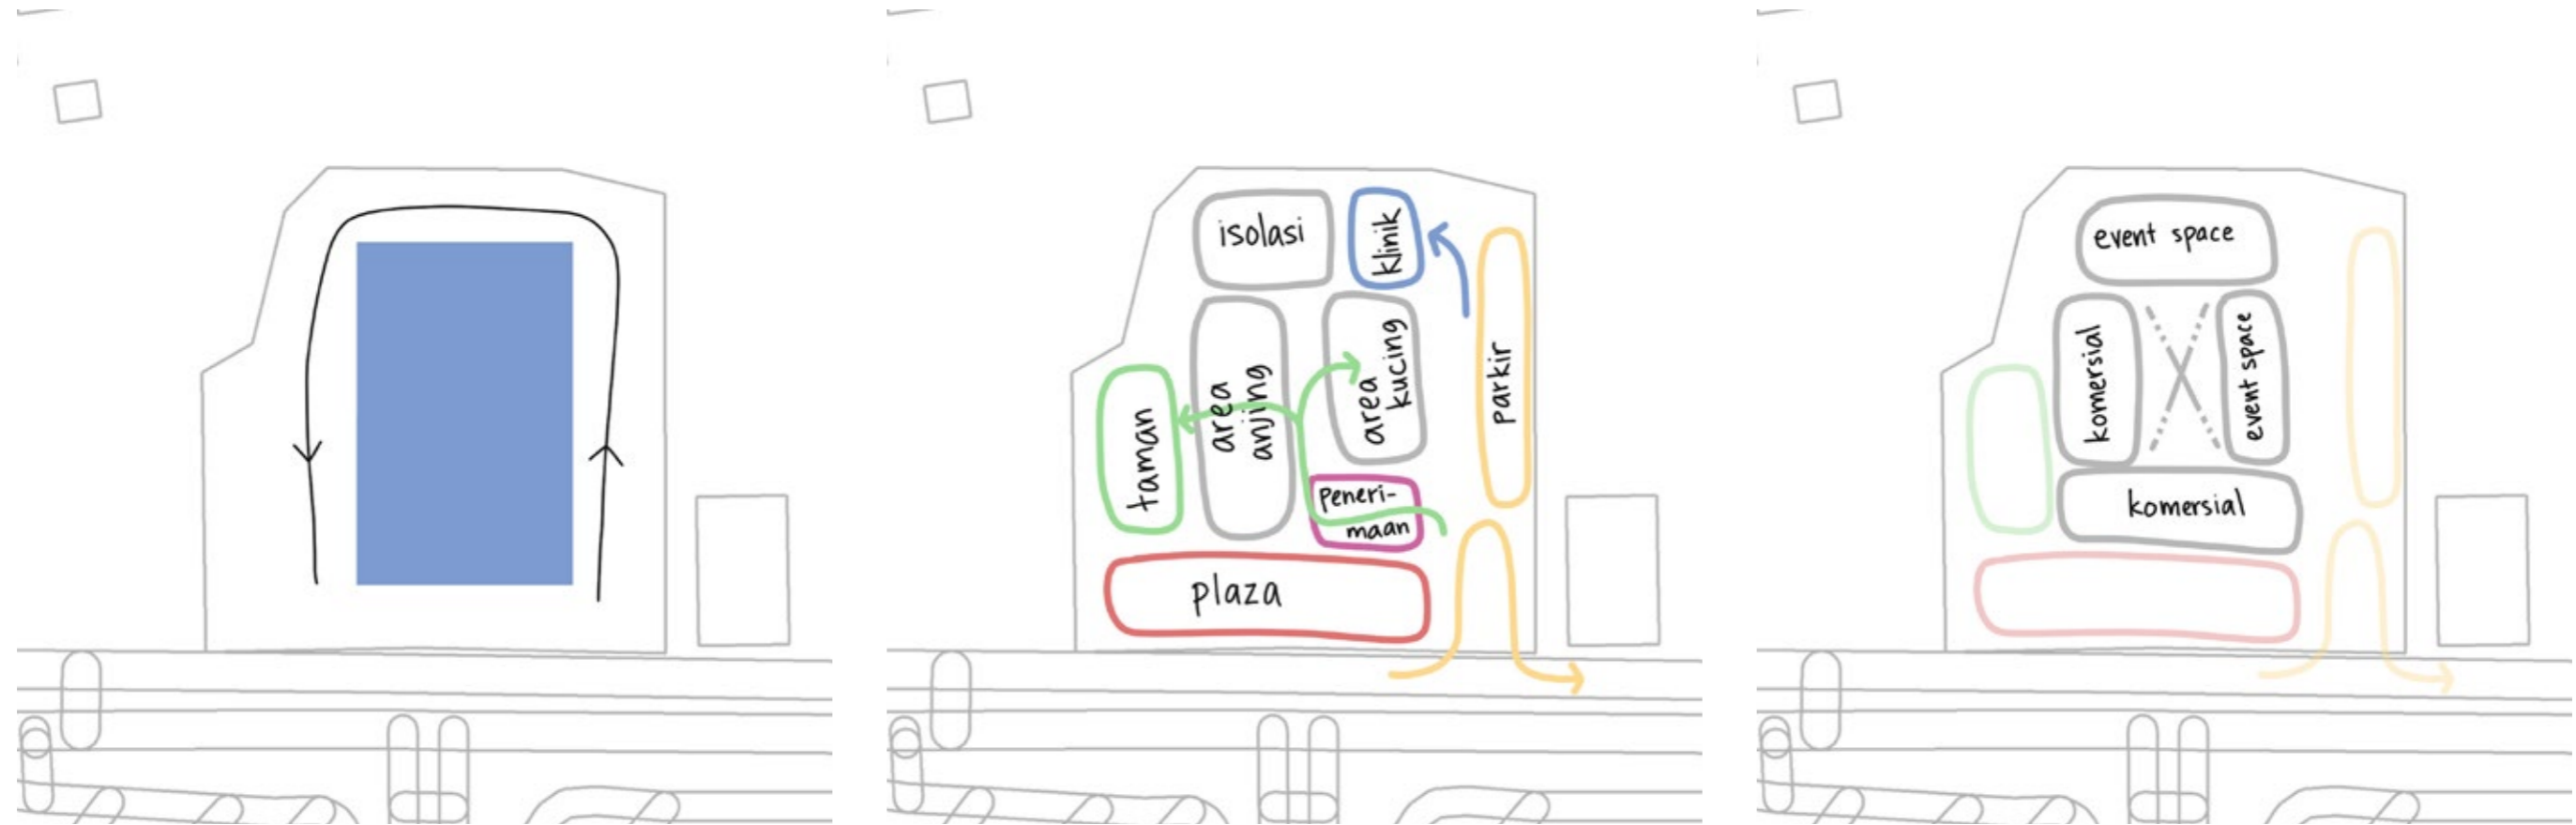 isolasi
klinik
area
anjing
area
kucing
parkir
taman
peneri-
maan
plaza
event space
komersial
event space
komersial